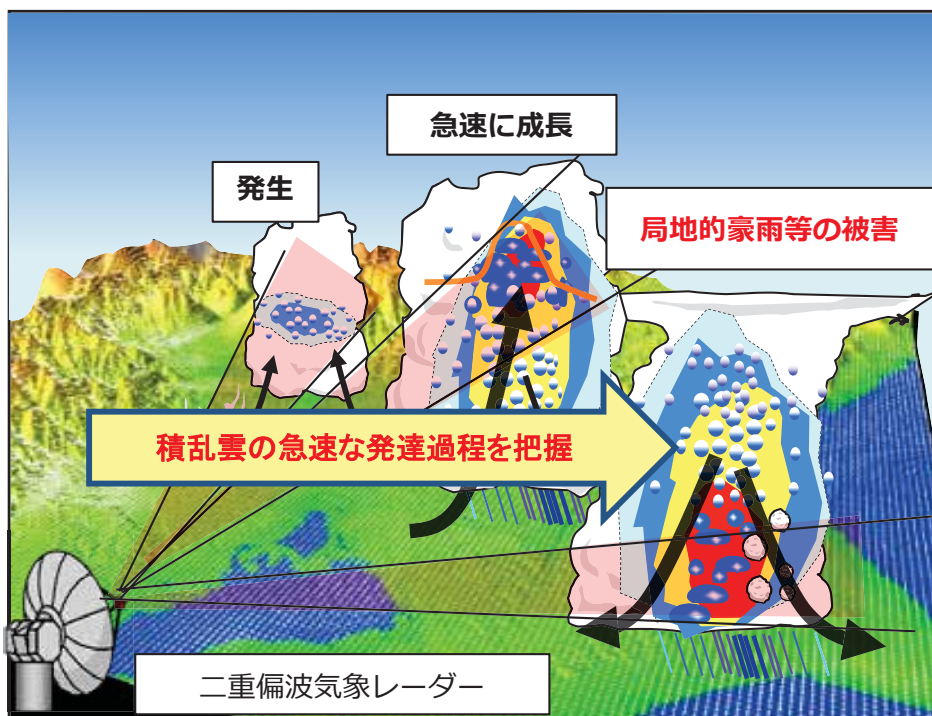 急速に成長
発生
局地的豪雨等の被害
積乱雲の急速な発達過程を把握
二重偏波気象レーダー